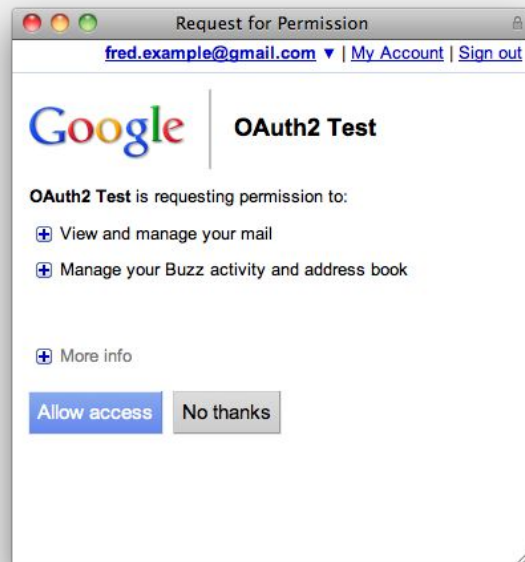 Request for Permission
fred.example@gmail.com ▼ | My Account | Sign out
Google
OAuth2 Test
OAuth2 Test is requesting permission to:
View and manage your mail
Manage your Buzz activity and address book
More info
Allow access
No thanks